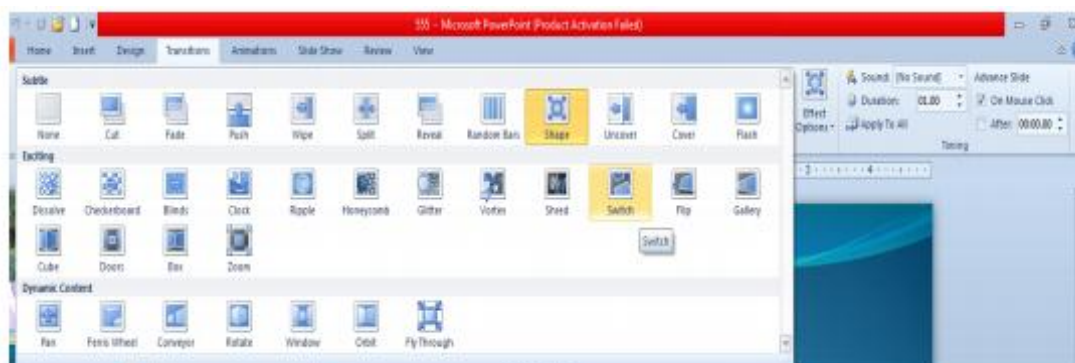 555 - Microsoft PowerPoint (Product Activation Failed)
Home Insert Design Transitions Animations Slide Show Review View
Subtle
None Cut Fade Push Wipe Split Reveal Random Bars Shape Uncover Cover Flash
Exciting
Dissolve Checkerboard Blinds Clock Ripple Honeycomb Glitter Vortex Shred Switch Flip Gallery
Switch
Cube Doors Box Zoom
Dynamic Content
Pan Ferris Wheel Conveyor Rotate Window Orbit Fly Through
Effect Options
Sound: [No Sound]
Duration: 01.00
Apply To All
Advance Slide
On Mouse Click
After: 00:00.00
Timing
3 4